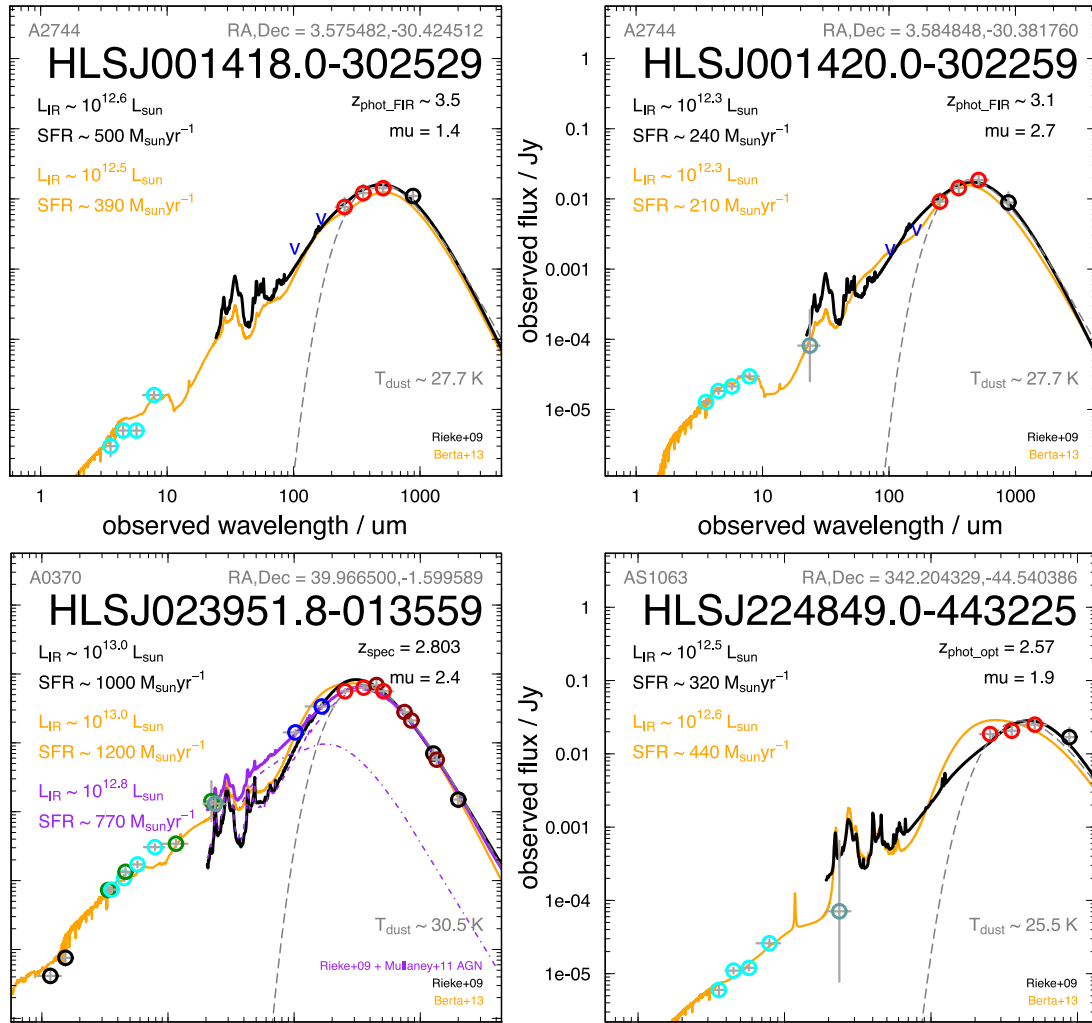 A2744
RA,Dec = 3.575482,-30.424512
HLSJ001418.0-302529
L_IR ~ 10^12.6 L_sun
z_phot_FIR ~ 3.5
SFR ~ 500 M_sun yr^−1
mu = 1.4
L_IR ~ 10^12.5 L_sun
SFR ~ 390 M_sun yr^−1
v
v
T_dust ~ 27.7 K
Rieke+09
Berta+13
1
10
100
1000
observed wavelength / um
A2744
RA,Dec = 3.584848,-30.381760
HLSJ001420.0-302259
L_IR ~ 10^12.3 L_sun
z_phot_FIR ~ 3.1
SFR ~ 240 M_sun yr^−1
mu = 2.7
L_IR ~ 10^12.3 L_sun
SFR ~ 210 M_sun yr^−1
v
v
T_dust ~ 27.7 K
Rieke+09
Berta+13
1
0.1
0.01
0.001
1e-04
1e-05
observed flux / Jy
1
10
100
1000
observed wavelength / um
A0370
RA,Dec = 39.966500,-1.599589
HLSJ023951.8-013559
L_IR ~ 10^13.0 L_sun
z_spec = 2.803
SFR ~ 1000 M_sun yr^−1
mu = 2.4
L_IR ~ 10^13.0 L_sun
SFR ~ 1200 M_sun yr^−1
L_IR ~ 10^12.8 L_sun
SFR ~ 770 M_sun yr^−1
T_dust ~ 30.5 K
Rieke+09 + Mullaney+11 AGN
Rieke+09
Berta+13
AS1063
RA,Dec = 342.204329,-44.540386
HLSJ224849.0-443225
L_IR ~ 10^12.5 L_sun
z_phot_opt = 2.57
SFR ~ 320 M_sun yr^−1
mu = 1.9
L_IR ~ 10^12.6 L_sun
SFR ~ 440 M_sun yr^−1
T_dust ~ 25.5 K
Rieke+09
Berta+13
1
0.1
0.01
0.001
1e-04
1e-05
observed flux / Jy